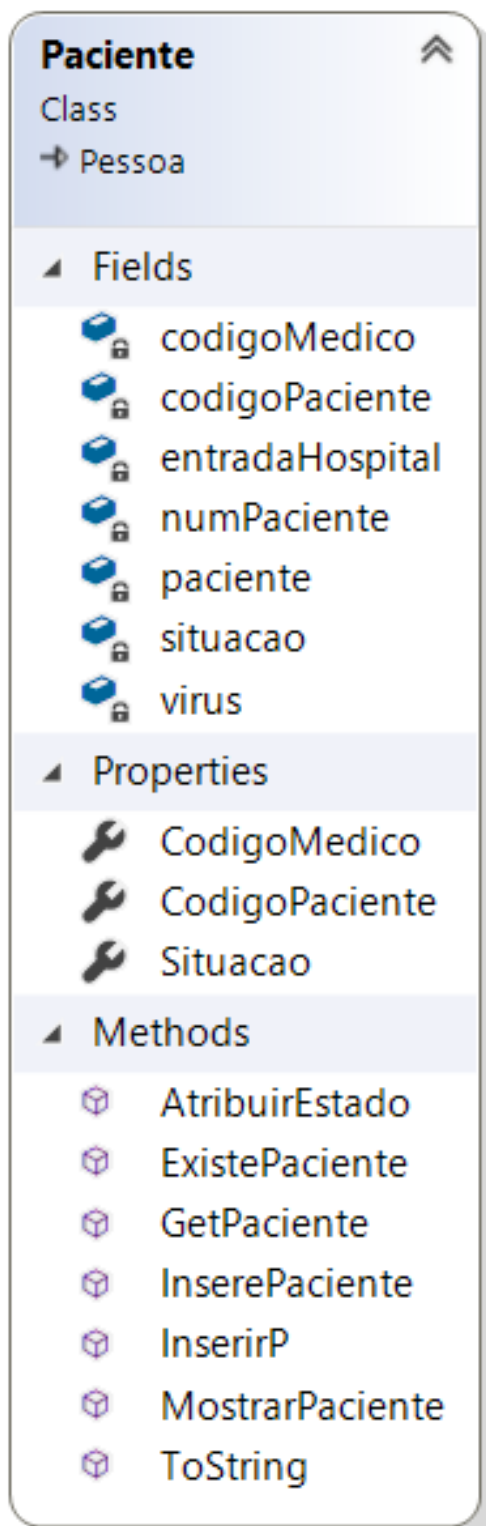 Paciente
Class
Pessoa
Fields
codigoMedico
codigoPaciente
entradaHospital
numPaciente
paciente
situacao
virus
Properties
CodigoMedico
CodigoPaciente
Situacao
Methods
AtribuirEstado
ExistePaciente
GetPaciente
InserePaciente
InserirP
MostrarPaciente
ToString